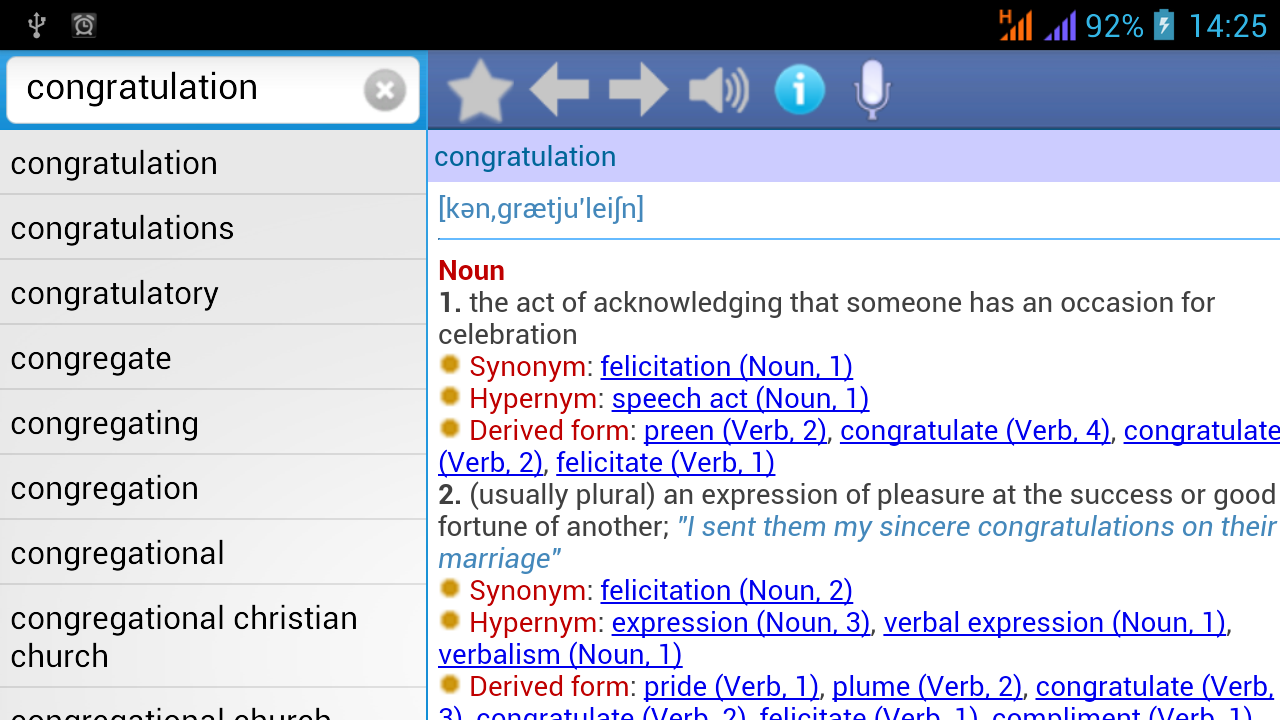 H 92% 14:25
congratulation
congratulation
congratulations
congratulatory
congregate
congregating
congregation
congregational
congregational christian
church
congregational church
congratulation
[kən,grætju'leiʃn]
Noun
1. the act of acknowledging that someone has an occasion for
celebration
Synonym: felicitation (Noun, 1)
Hypernym: speech act (Noun, 1)
Derived form: preen (Verb, 2), congratulate (Verb, 4), congratulate
(Verb, 2), felicitate (Verb, 1)
2. (usually plural) an expression of pleasure at the success or good
fortune of another; "I sent them my sincere congratulations on their
marriage"
Synonym: felicitation (Noun, 2)
Hypernym: expression (Noun, 3), verbal expression (Noun, 1),
verbalism (Noun, 1)
Derived form: pride (Verb, 1), plume (Verb, 2), congratulate (Verb,
3), congratulate (Verb, 2), felicitate (Verb, 1), compliment (Verb, 1)